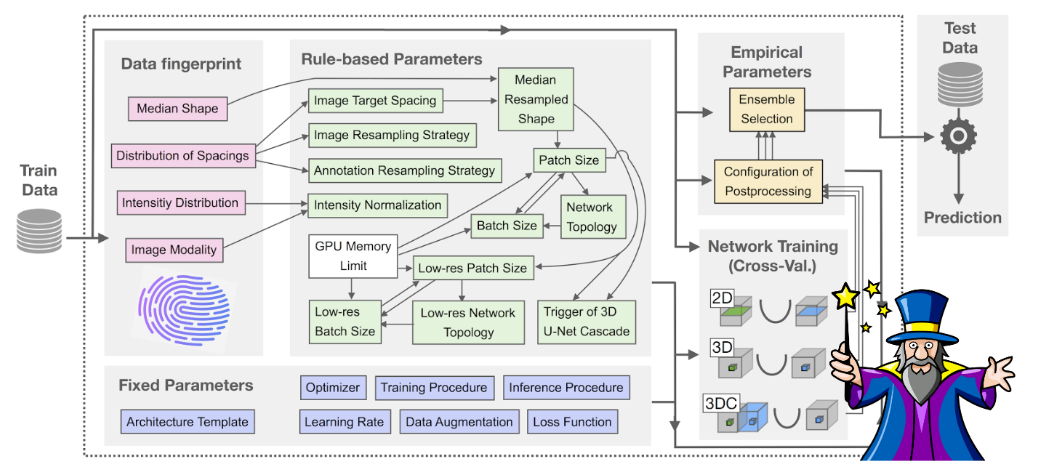 Train
Data
Data fingerprint
Median Shape
Distribution of Spacings
Intensitiy Distribution
Image Modality
Rule-based Parameters
Image Target Spacing
Image Resampling Strategy
Annotation Resampling Strategy
Intensity Normalization
Median
Resampled
Shape
Patch Size
Batch Size
Network
Topology
GPU Memory
Limit
Low-res Patch Size
Low-res
Batch Size
Low-res Network
Topology
Trigger of 3D
U-Net Cascade
Fixed Parameters
Optimizer
Training Procedure
Inference Procedure
Architecture Template
Learning Rate
Data Augmentation
Loss Function
Empirical
Parameters
Ensemble
Selection
Configuration of
Postprocessing
Network Training
(Cross-Val.)
2D
3D
3DC
Test
Data
Prediction